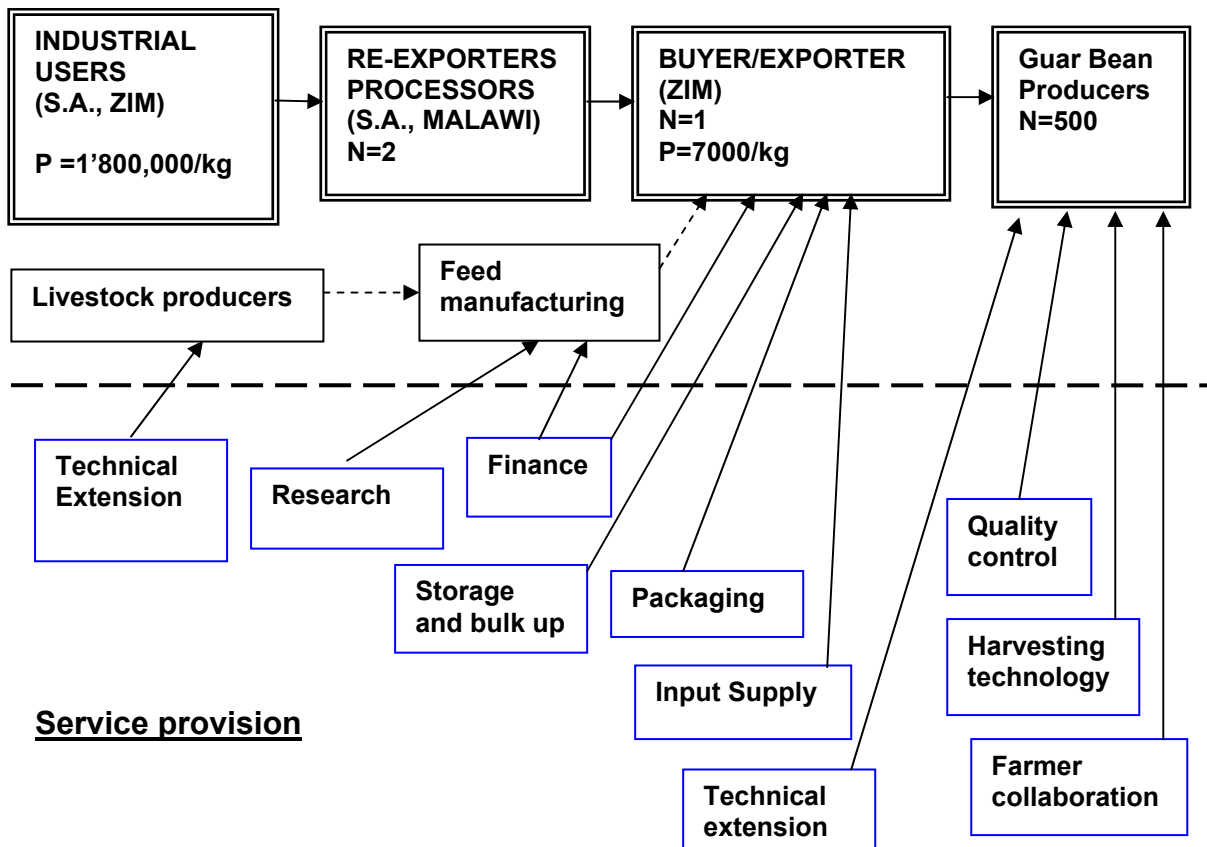 INDUSTRIAL
USERS
(S.A., ZIM)
P =1’800,000/kg
RE-EXPORTERS
PROCESSORS
(S.A., MALAWI)
N=2
BUYER/EXPORTER
(ZIM)
N=1
P=7000/kg
Guar Bean
Producers
N=500
Livestock producers
Feed
manufacturing
Technical
Extension
Research
Finance
Storage
and bulk up
Packaging
Input Supply
Technical
extension
Quality
control
Harvesting
technology
Farmer
collaboration
Service provision